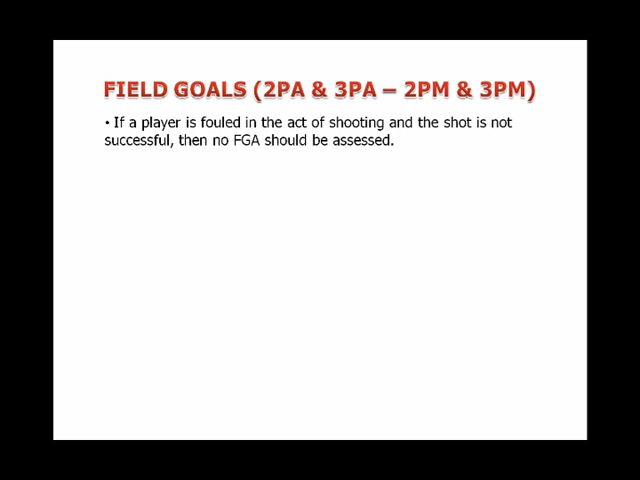 FIELD GOALS (2PA & 3PA – 2PM & 3PM)
• If a player is fouled in the act of shooting and the shot is not
successful, then no FGA should be assessed.